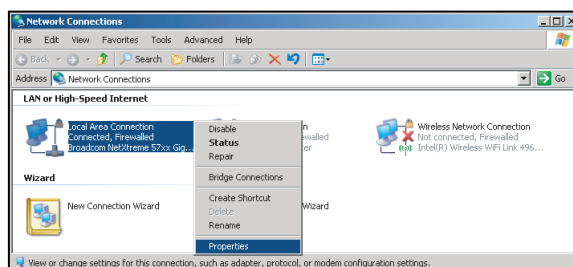 Network Connections
File Edit View Favorites Tools Advanced Help
Back Search Folders
Address Network Connections Go
LAN or High-Speed Internet
Local Area Connection
Connected, Firewalled
Broadcom NetXtreme 57xx Gig...
Disable
Status
Repair
Bridge Connections
Create Shortcut
Delete
Rename
Properties
Wireless Network Connection
Not connected, Firewalled
Intel(R) Wireless WiFi Link 496...
Wizard
New Connection Wizard
Wizard
View or change settings for this connection, such as adapter, protocol, or modem configuration settings.